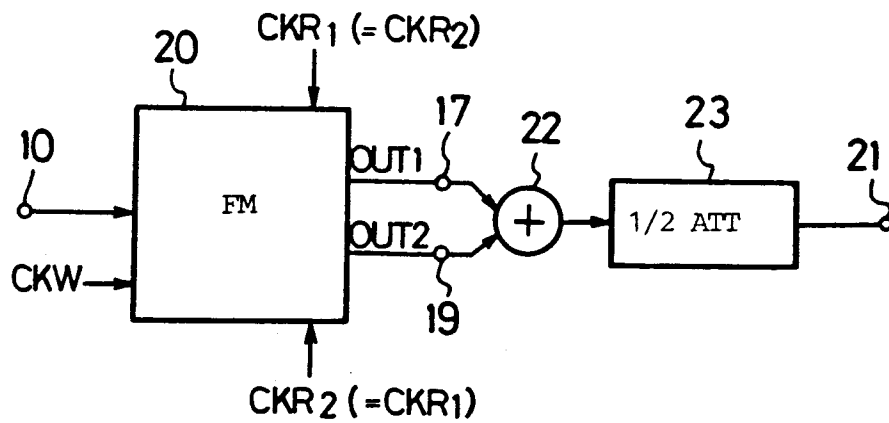 CKR1 (=CKR2)
20
17
22
23
10
21
OUT1
FM
1/2 ATT
OUT2
CKW
19
CKR2 (=CKR1)